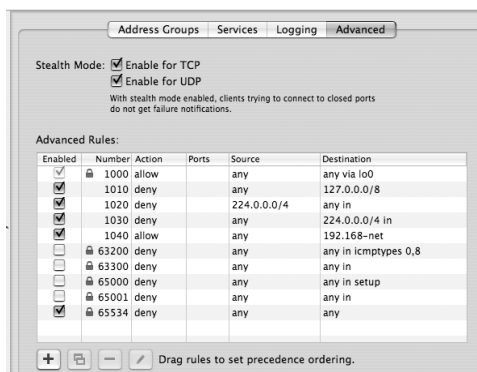 Address Groups Services Logging Advanced
Stealth Mode: Enable for TCP
Enable for UDP
With stealth mode enabled, clients trying to connect to closed ports
do not get failure notifications.
Advanced Rules:
Enabled Number Action Ports Source Destination
1000 allow any any via lo0
1010 deny any 127.0.0.0/8
1020 deny 224.0.0.0/4 any in
1030 deny any 224.0.0.0/4 in
1040 allow any 192.168-net
63200 deny any any in icmptypes 0,8
63300 deny any any in
65000 deny any any in setup
65001 deny any any in
65534 deny any any
Drag rules to set precedence ordering.